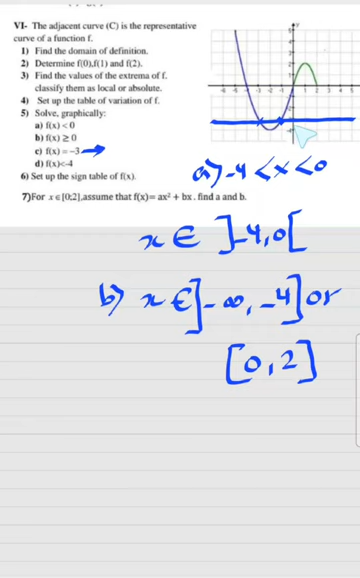 VI- The adjacent curve (C) is the representative
curve of a function f.
1) Find the domain of definition.
2) Determine f(0),f(1) and f(2).
3) Find the values of the extrema of f.
classify them as local or absolute.
4) Set up the table of variation of f.
5) Solve, graphically:
a) f(x) < 0
b) f(x) ≥ 0
c) f(x) = −3
d) f(x)<-4
6) Set up the sign table of f(x).
7)For x ∈ [0;2],assume that f(x)= ax² + bx . find a and b.
a) -4 < x < 0
x ∈ ]-4,0[
b) x ∈ ]-∞, -4] or
[0, 2]